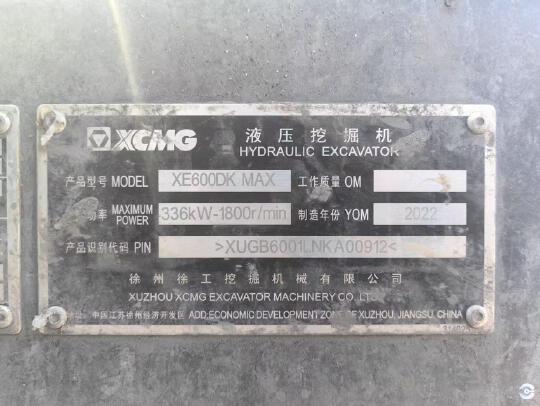 XCMG 液压挖掘机
HYDRAULIC EXCAVATOR
产品型号 MODEL XE600DK MAX 工作质量 OM
功率 MAXIMUM POWER 336kW-1800r/min 制造年份 YOM 2022
产品识别代码 PIN >XUGB6001LNKA00912<
徐州徐工挖掘机械有限公司
XUZHOU XCMG EXCAVATOR MACHINERY CO.,LTD
地址:中国江苏徐州经济开发区 ADD:ECONOMIC DEVELOPMENT ZONE OF XUZHOU, JIANGSU, CHINA